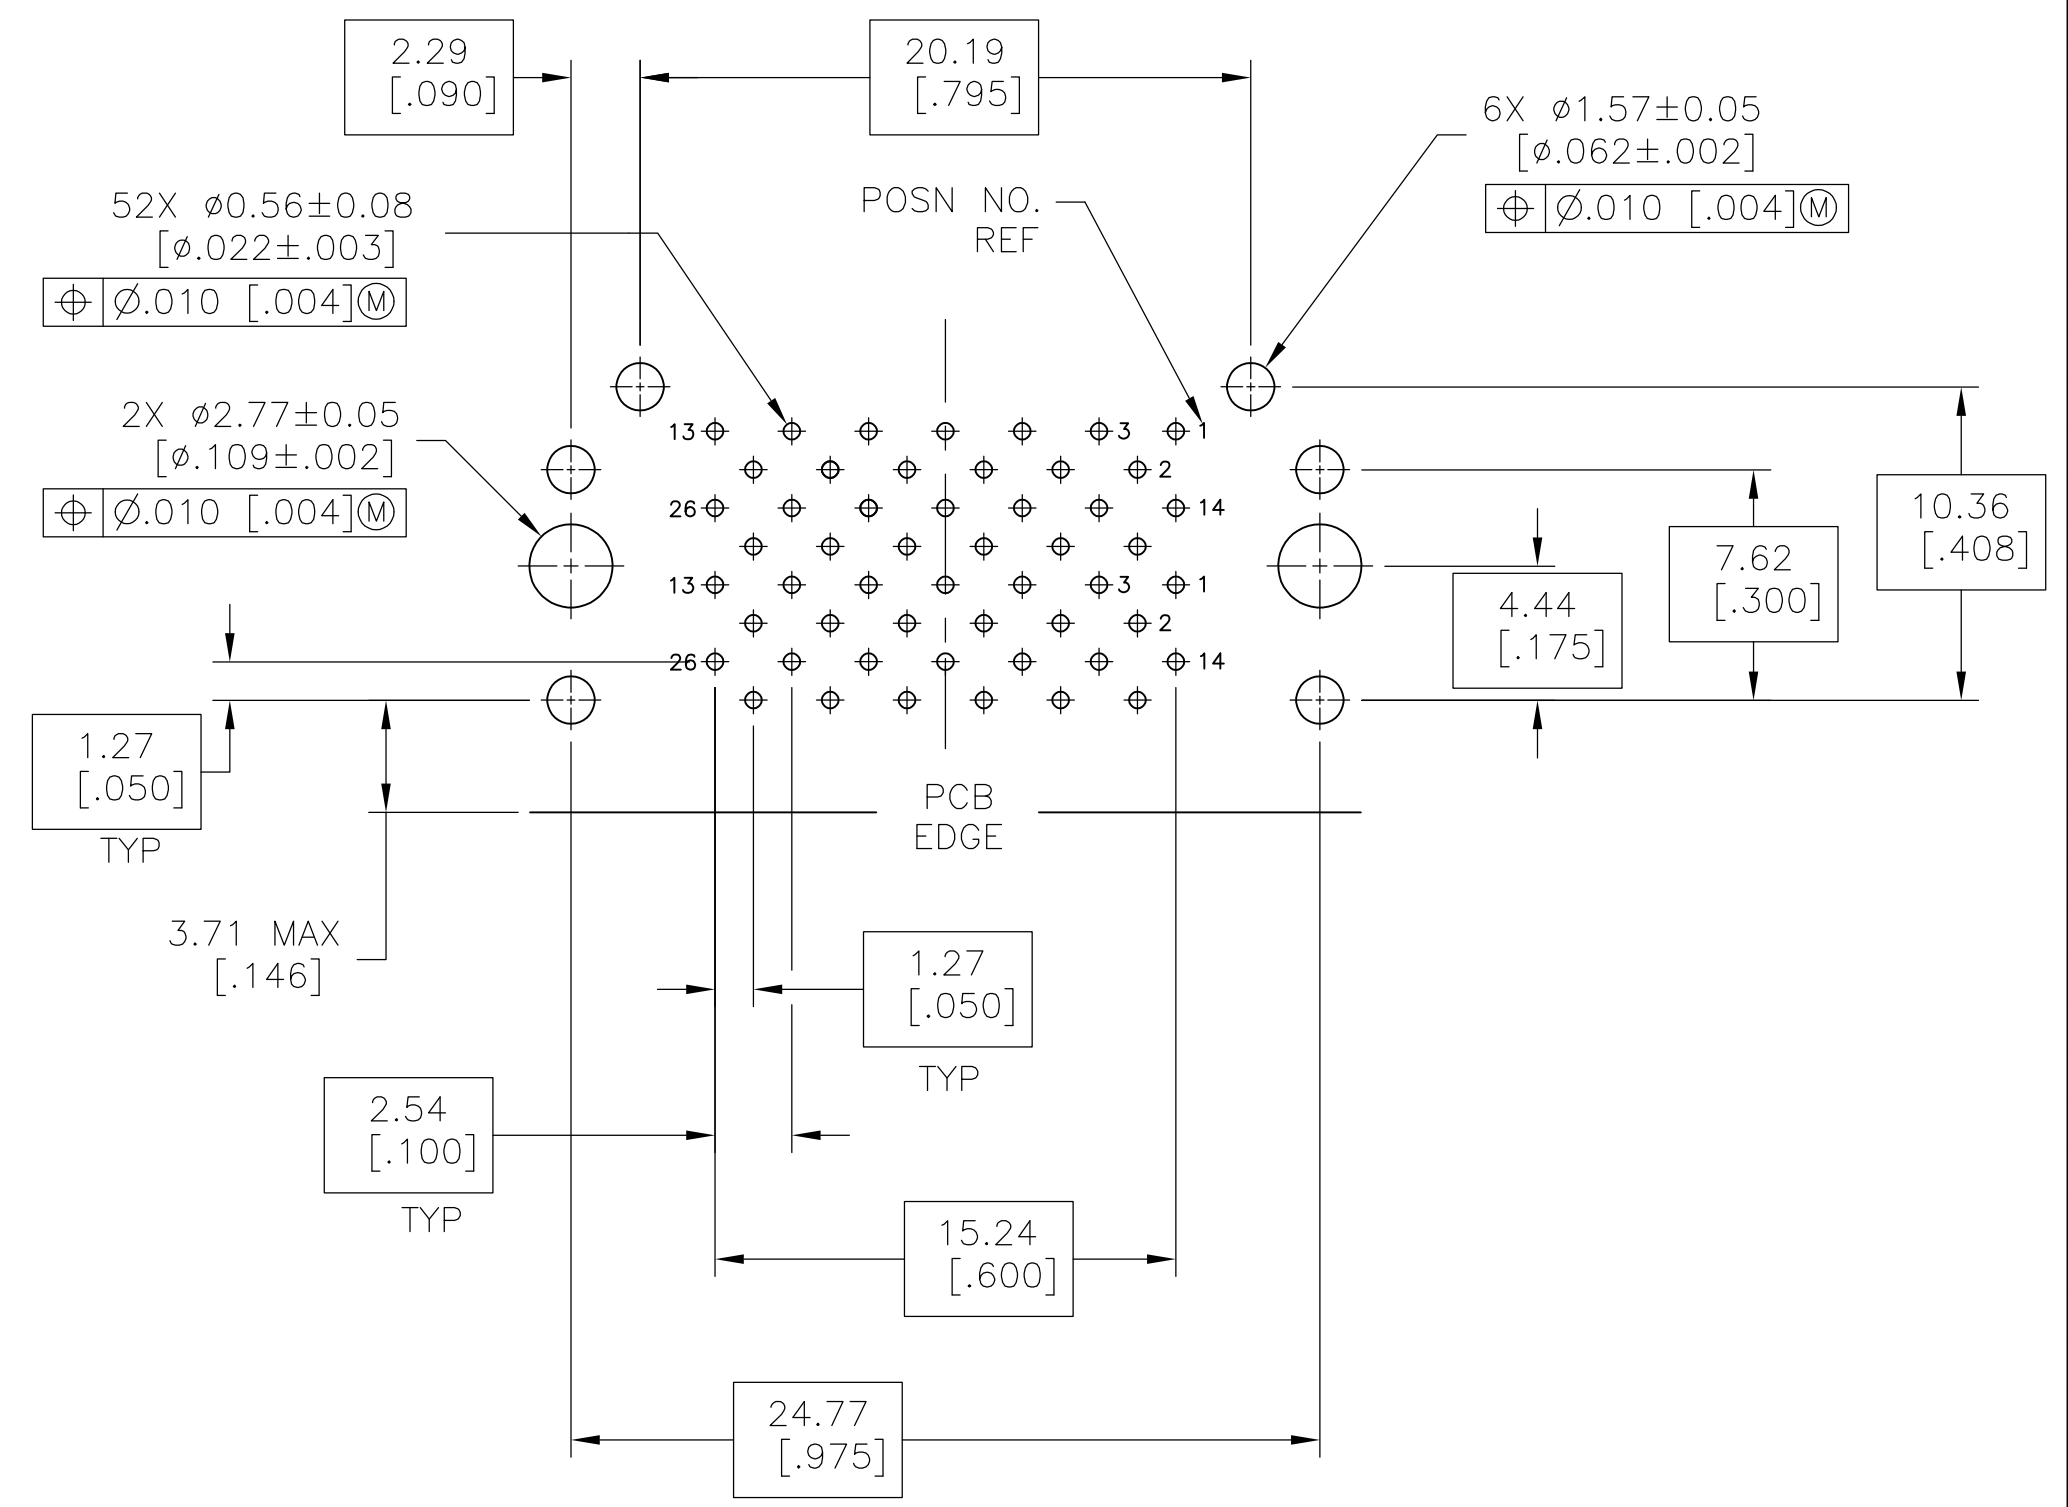 2.29
[.090]
20.19
[.795]
6X ⌀1.57±0.05
[⌀.062±.002]
⌖ ⌀.010 [.004]Ⓜ
52X ⌀0.56±0.08
[⌀.022±.003]
⌖ ⌀.010 [.004]Ⓜ
POSN NO.
REF
2X ⌀2.77±0.05
[⌀.109±.002]
⌖ ⌀.010 [.004]Ⓜ
13 3 1
2
26 14
13 3 1
2
26 14
10.36
[.408]
7.62
[.300]
4.44
[.175]
1.27
[.050]
TYP
PCB
EDGE
3.71 MAX
[.146]
1.27
[.050]
TYP
2.54
[.100]
TYP
15.24
[.600]
24.77
[.975]